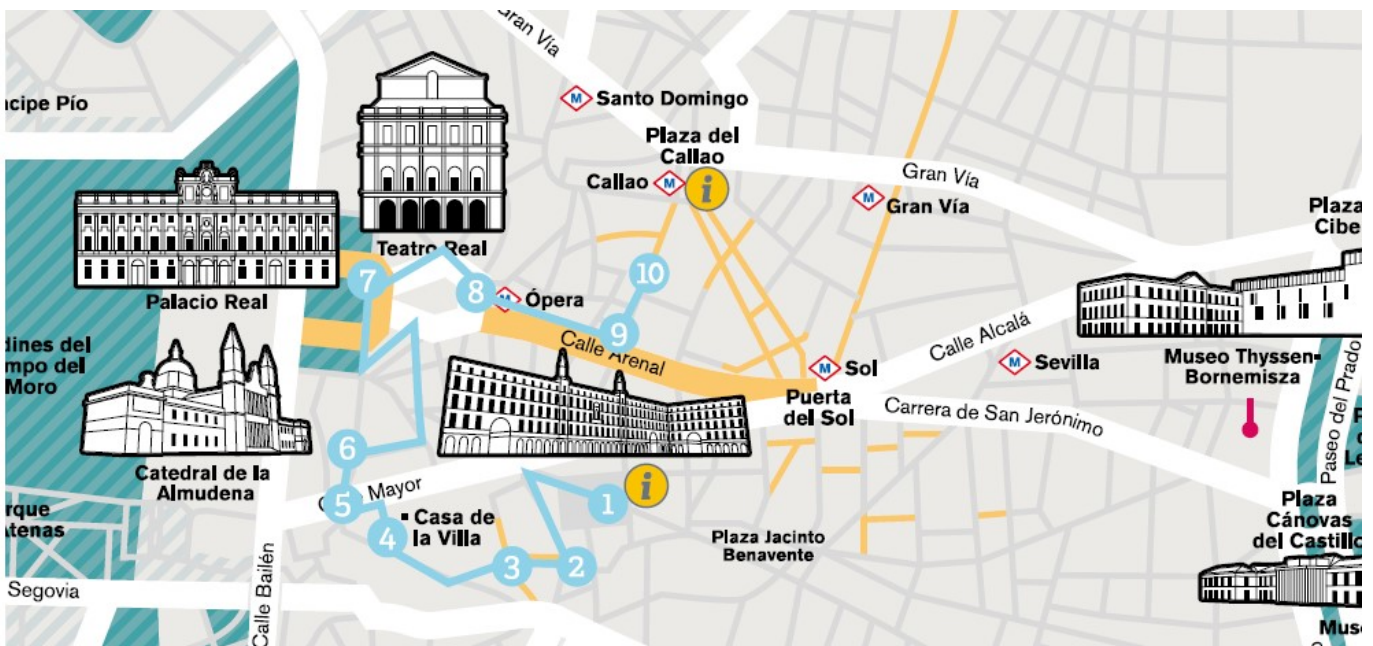 Gran Vía
Santo Domingo
Plaza del
Callao
Callao
i
Gran Vía
Gran Vía
ncipe Pío
Teatro Real
Palacio Real
7
8
10
9
Ópera
Calle Arenal
Sol
Puerta
del Sol
Calle Alcalá
Sevilla
Carrera de San Jerónimo
Plaza
Cibe
Museo Thyssen-
Bornemisza
Paseo del Prado
dines del
mpo del
Moro
Catedral de la
Almudena
6
5
Mayor
4
Casa de
la Villa
3
2
1
i
Plaza Jacinto
Benavente
Plaza
Cánovas
del Castillo
Muse
rque
Atenas
Segovia
Calle Bailén
M
M
M
M
M
M